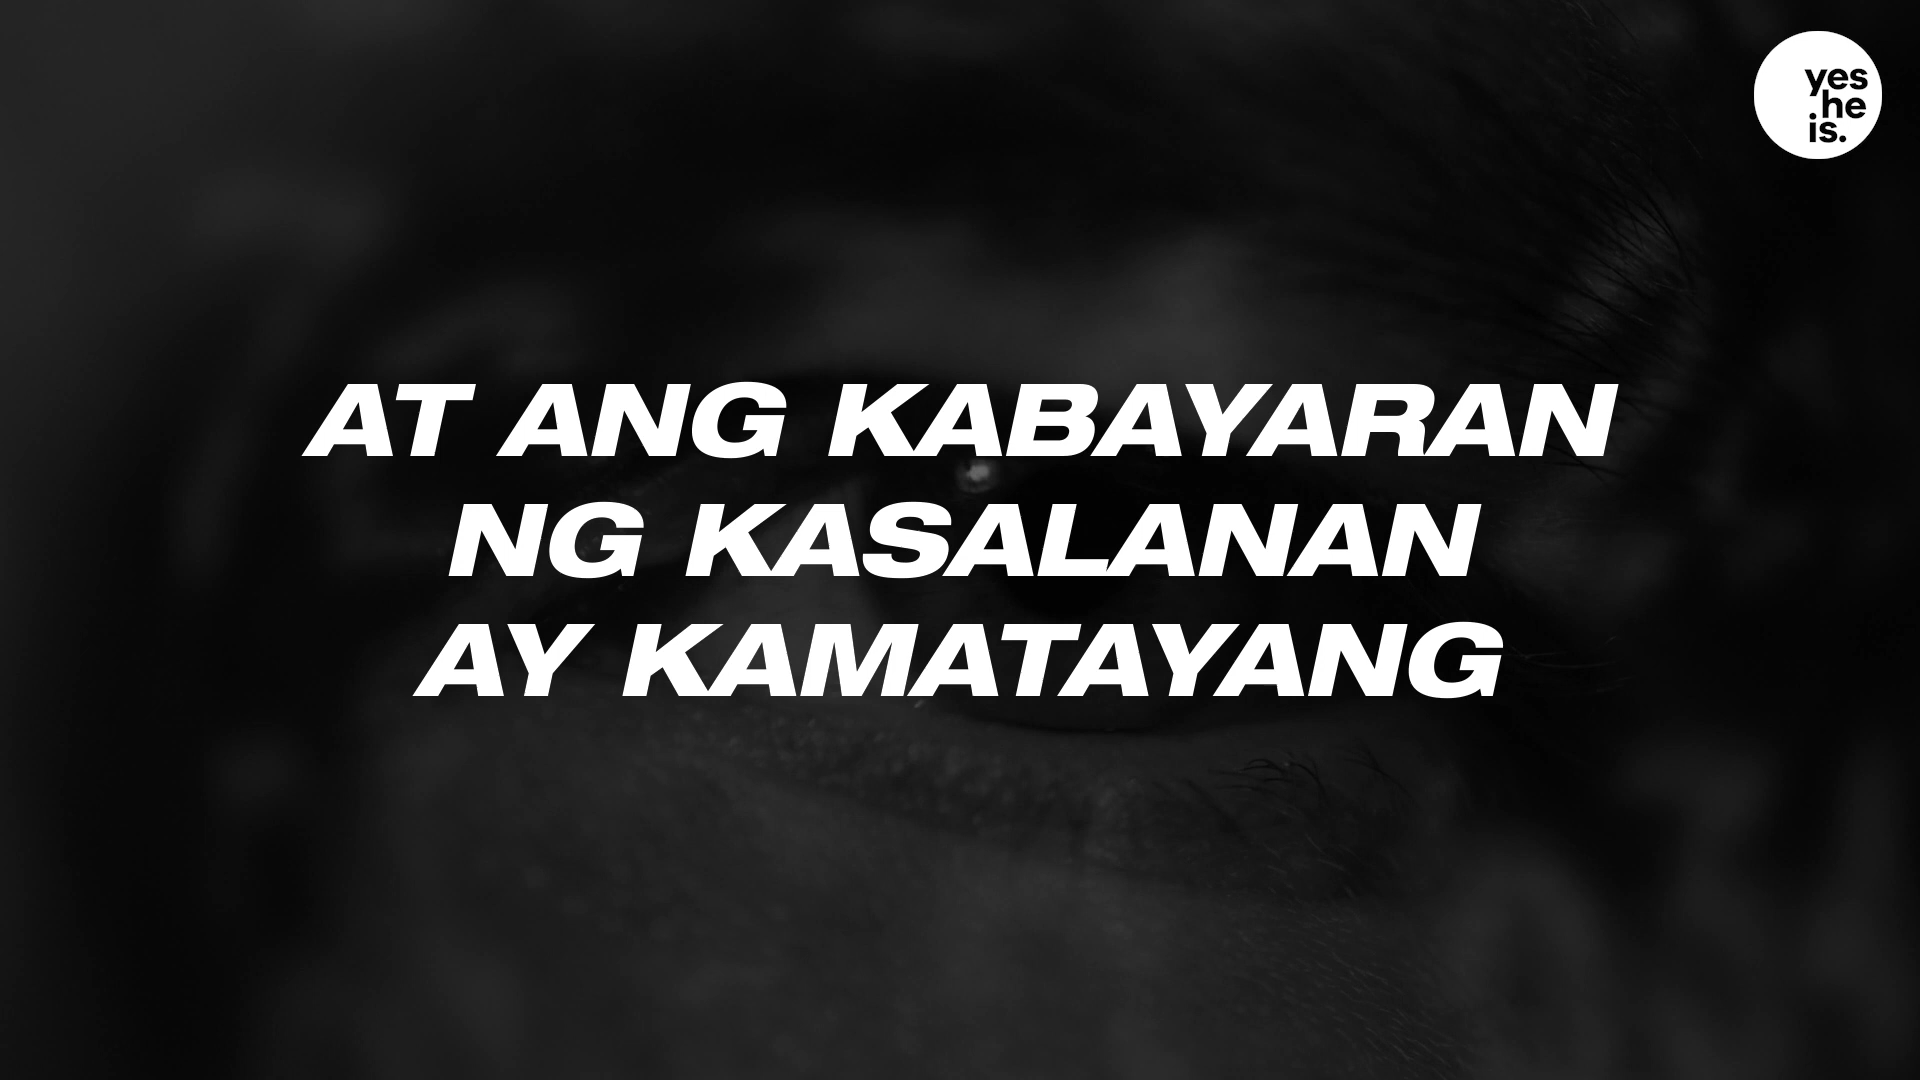 yes
he
is.
AT ANG KABAYARAN
NG KASALANAN
AY KAMATAYANG